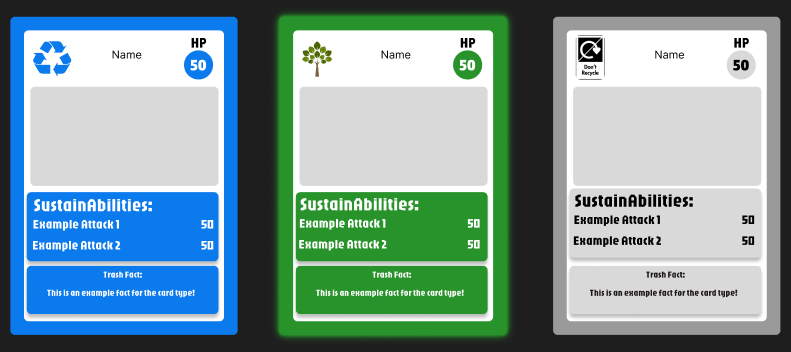 HP
Name
50
SustainAbilities:
Example Attack 1 50
Example Attack 2 50
Trash Fact:
This is an example fact for the card type!
HP
Name
50
SustainAbilities:
Example Attack 1 50
Example Attack 2 50
Trash Fact:
This is an example fact for the card type!
HP
Name
50
Don't
Recycle
SustainAbilities:
Example Attack 1 50
Example Attack 2 50
Trash Fact:
This is an example fact for the card type!